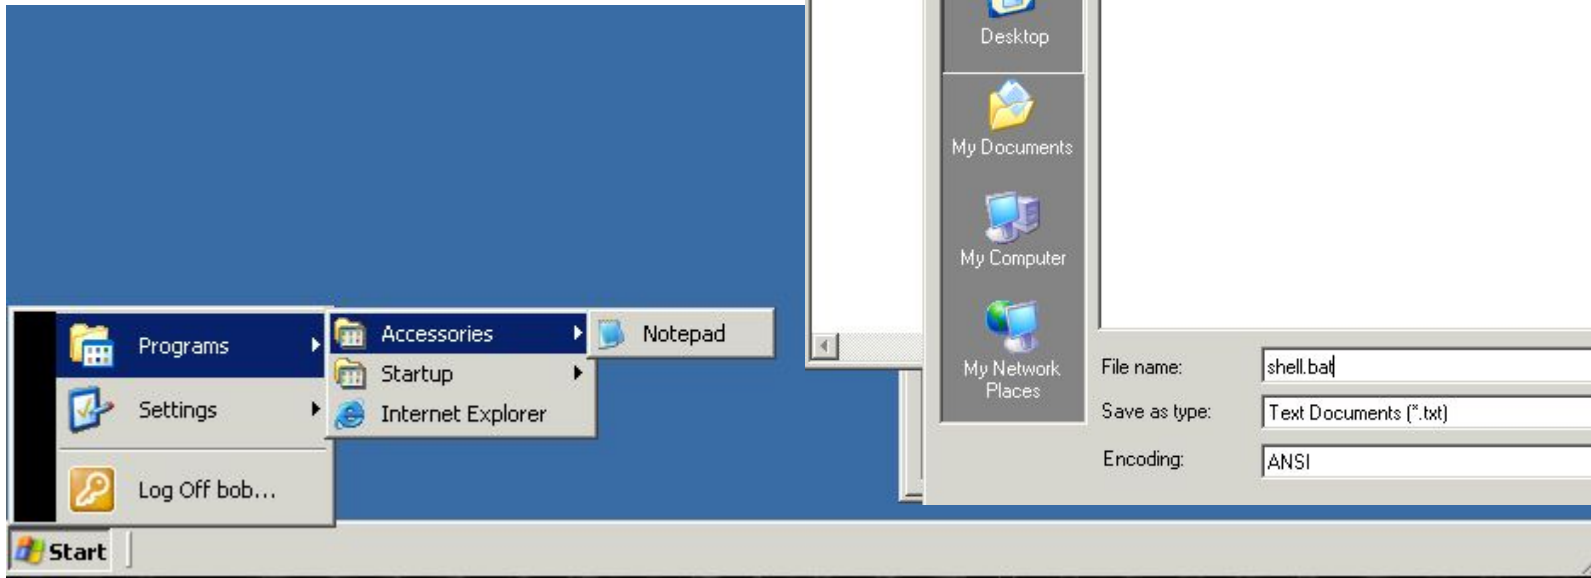 Desktop
My Documents
My Computer
My Network
Places
File name:
shell.bat
Save as type:
Text Documents (*.txt)
Encoding:
ANSI
Programs
Accessories
Notepad
Startup
Settings
Internet Explorer
Log Off bob...
Start